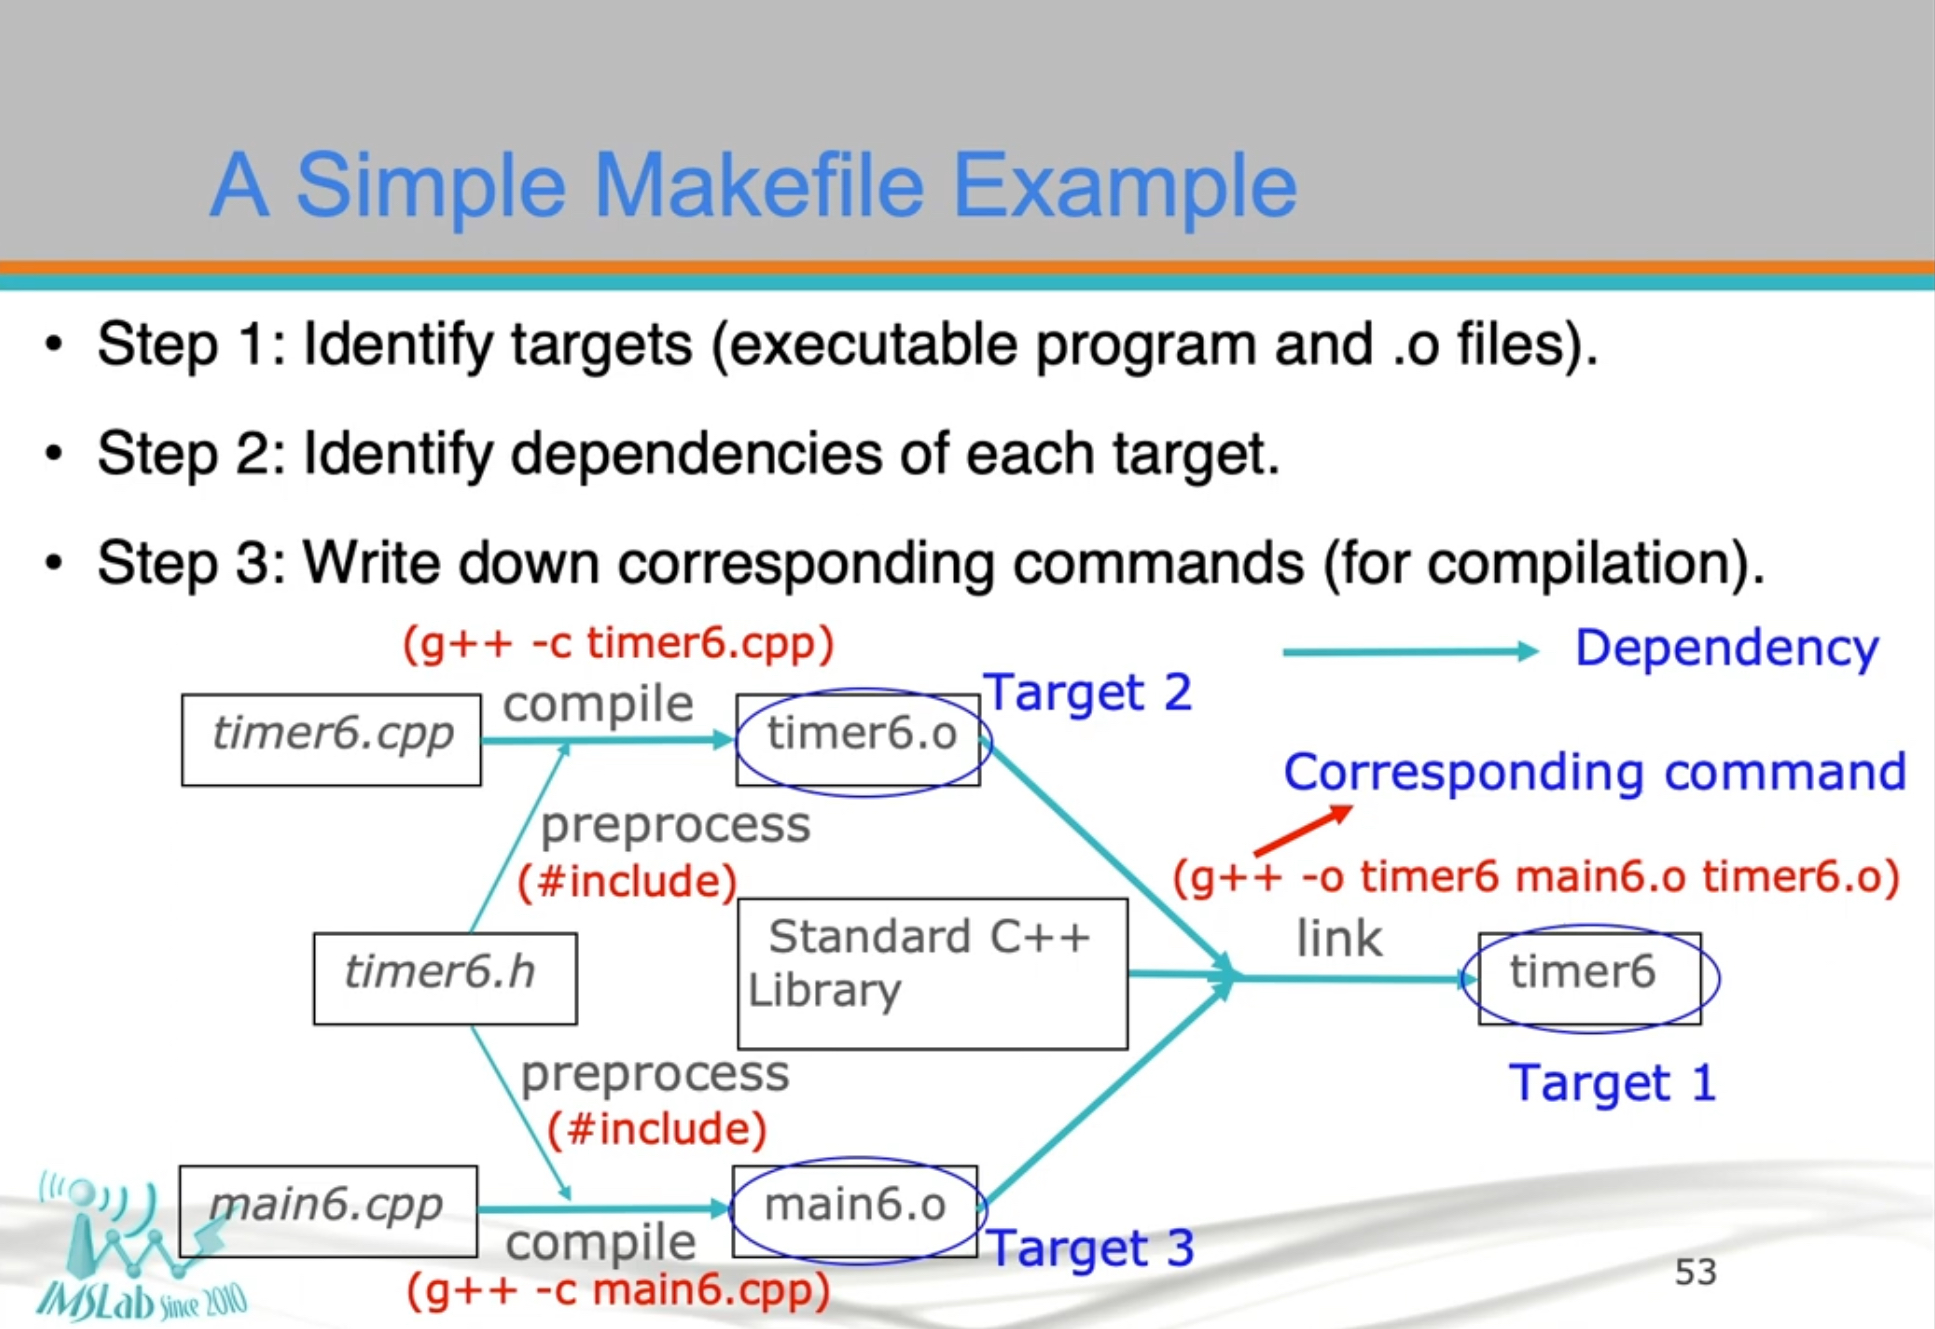 A Simple Makefile Example
• Step 1: Identify targets (executable program and .o files).
• Step 2: Identify dependencies of each target.
• Step 3: Write down corresponding commands (for compilation).
(g++ -c timer6.cpp)
Dependency
timer6.cpp
compile
timer6.o
Target 2
Corresponding command
preprocess
(#include)
(g++ -o timer6 main6.o timer6.o)
timer6.h
Standard C++
Library
link
timer6
Target 1
preprocess
(#include)
main6.cpp
compile
main6.o
Target 3
(g++ -c main6.cpp)
53
IMSLab Since 2010